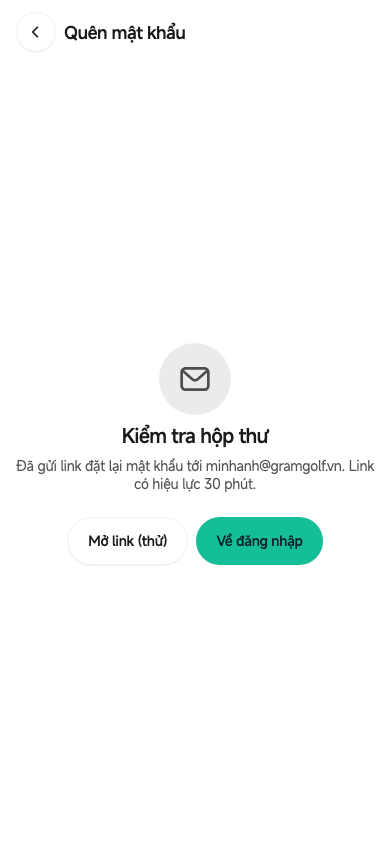 Quên mật khẩu
Kiểm tra hộp thư
Đã gửi link đặt lại mật khẩu tới minhanh@gramgolf.vn. Link
có hiệu lực 30 phút.
Mở link (thử)
Về đăng nhập